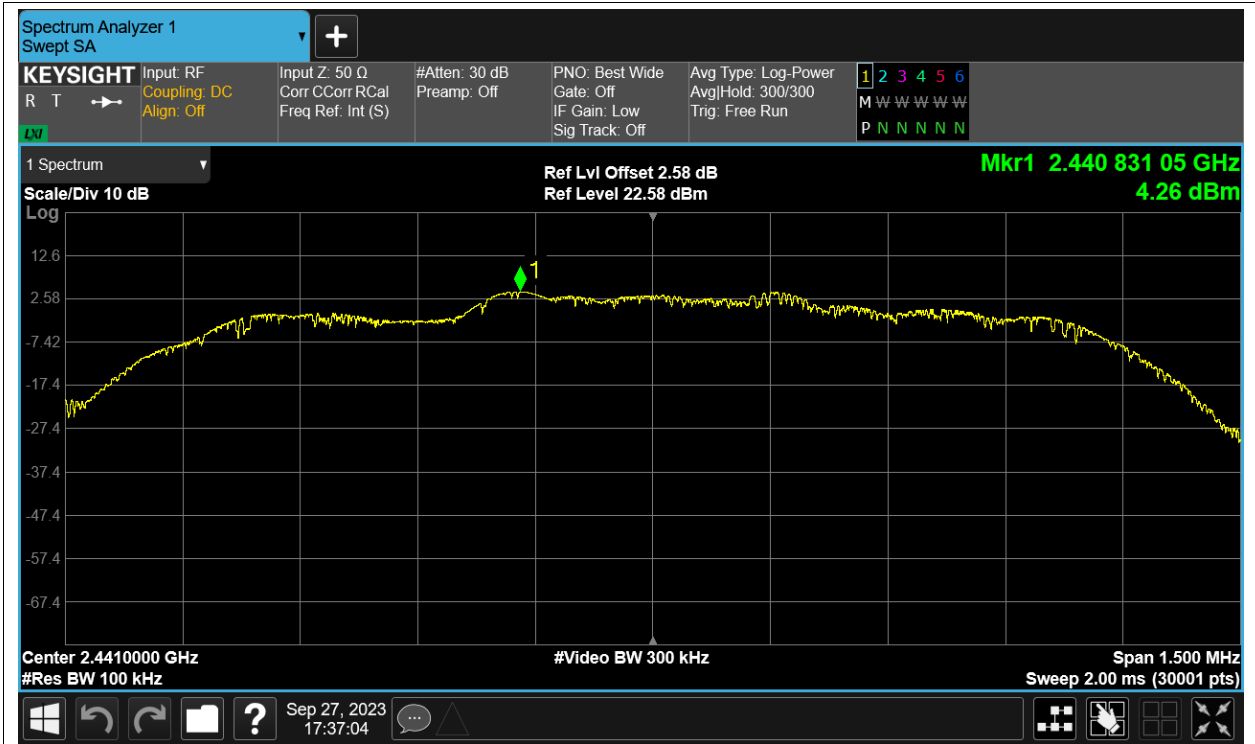 Spectrum Analyzer 1
Swept SA
KEYSIGHT
R T
LXI
Input: RF
Coupling: DC
Align: Off
Input Z: 50 Ω
Corr CCorr RCal
Freq Ref: Int (S)
#Atten: 30 dB
Preamp: Off
PNO: Best Wide
Gate: Off
IF Gain: Low
Sig Track: Off
Avg Type: Log-Power
Avg|Hold: 300/300
Trig: Free Run
1 2 3 4 5 6
M W W W W W
P N N N N N
1 Spectrum
Scale/Div 10 dB
Ref Lvl Offset 2.58 dB
Ref Level 22.58 dBm
Mkr1 2.440 831 05 GHz
4.26 dBm
Log
12.6
2.58
-7.42
-17.4
-27.4
-37.4
-47.4
-57.4
-67.4
1
Center 2.4410000 GHz
#Video BW 300 kHz
Span 1.500 MHz
#Res BW 100 kHz
Sweep 2.00 ms (30001 pts)
?
Sep 27, 2023
17:37:04